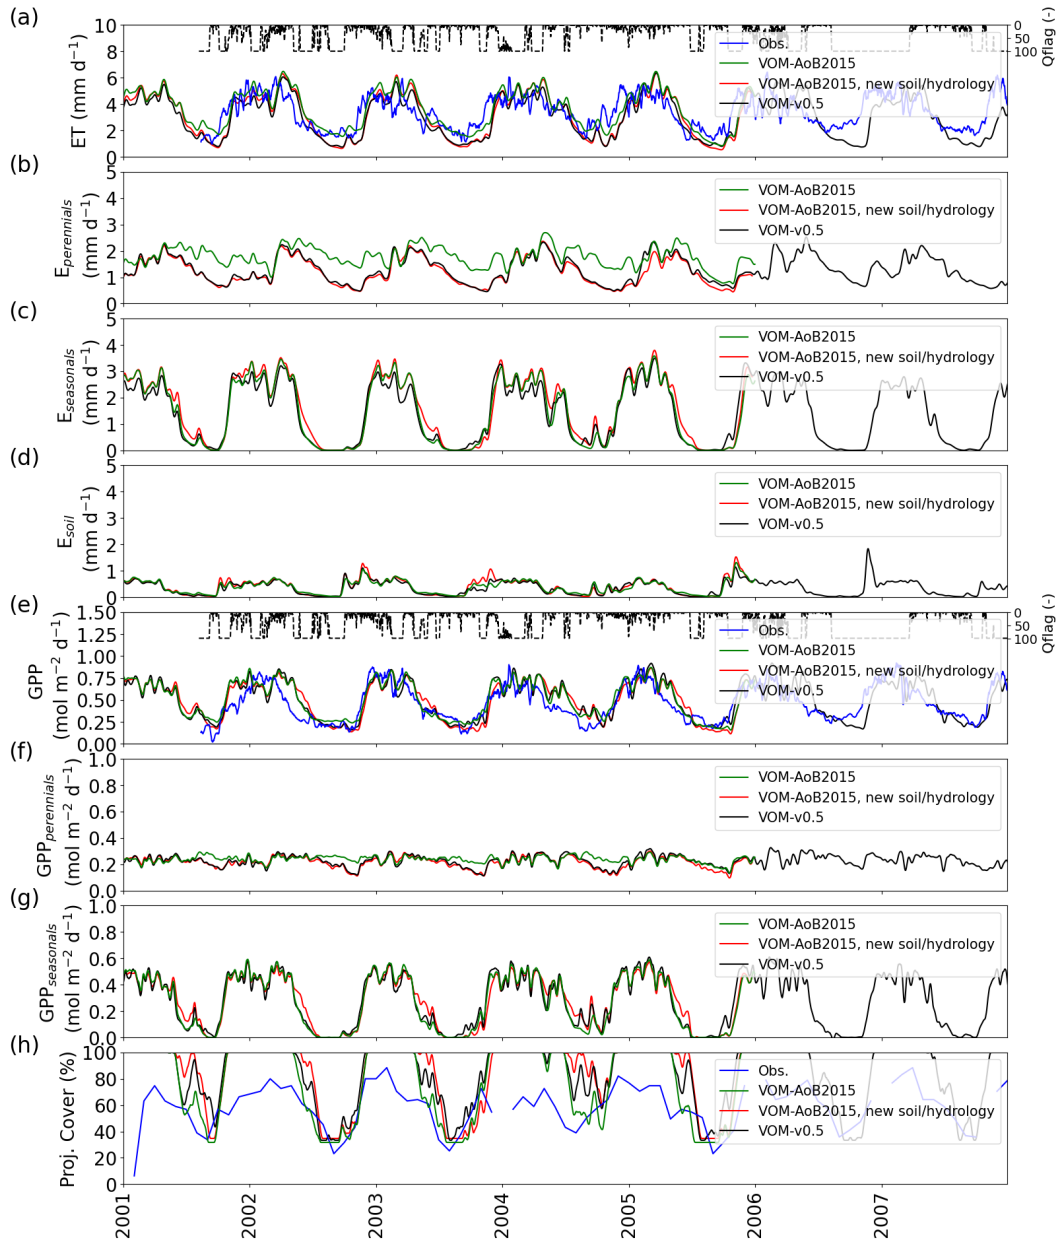 (a)
10
8
6
4
2
0
ET (mm d⁻¹)
0
50
100
Qflag (-)
Obs.
VOM-AoB2015
VOM-AoB2015, new soil/hydrology
VOM-v0.5
(b)
5
4
3
2
1
0
E_perennials
(mm d⁻¹)
VOM-AoB2015
VOM-AoB2015, new soil/hydrology
VOM-v0.5
(c)
5
4
3
2
1
0
E_seasonals
(mm d⁻¹)
VOM-AoB2015
VOM-AoB2015, new soil/hydrology
VOM-v0.5
(d)
5
4
3
2
1
0
E_soil
(mm d⁻¹)
VOM-AoB2015
VOM-AoB2015, new soil/hydrology
VOM-v0.5
(e)
1.50
1.25
1.00
0.75
0.50
0.25
0.00
GPP
(mol m⁻² d⁻¹)
0
50
100
Qflag (-)
Obs.
VOM-AoB2015
VOM-AoB2015, new soil/hydrology
VOM-v0.5
(f)
1.0
0.8
0.6
0.4
0.2
0.0
GPP_perennials
(mol m⁻² d⁻¹)
VOM-AoB2015
VOM-AoB2015, new soil/hydrology
VOM-v0.5
(g)
1.0
0.8
0.6
0.4
0.2
0.0
GPP_seasonals
(mol m⁻² d⁻¹)
VOM-AoB2015
VOM-AoB2015, new soil/hydrology
VOM-v0.5
(h)
100
80
60
40
20
0
Proj. Cover (%)
Obs.
VOM-AoB2015
VOM-AoB2015, new soil/hydrology
VOM-v0.5
2001
2002
2003
2004
2005
2006
2007